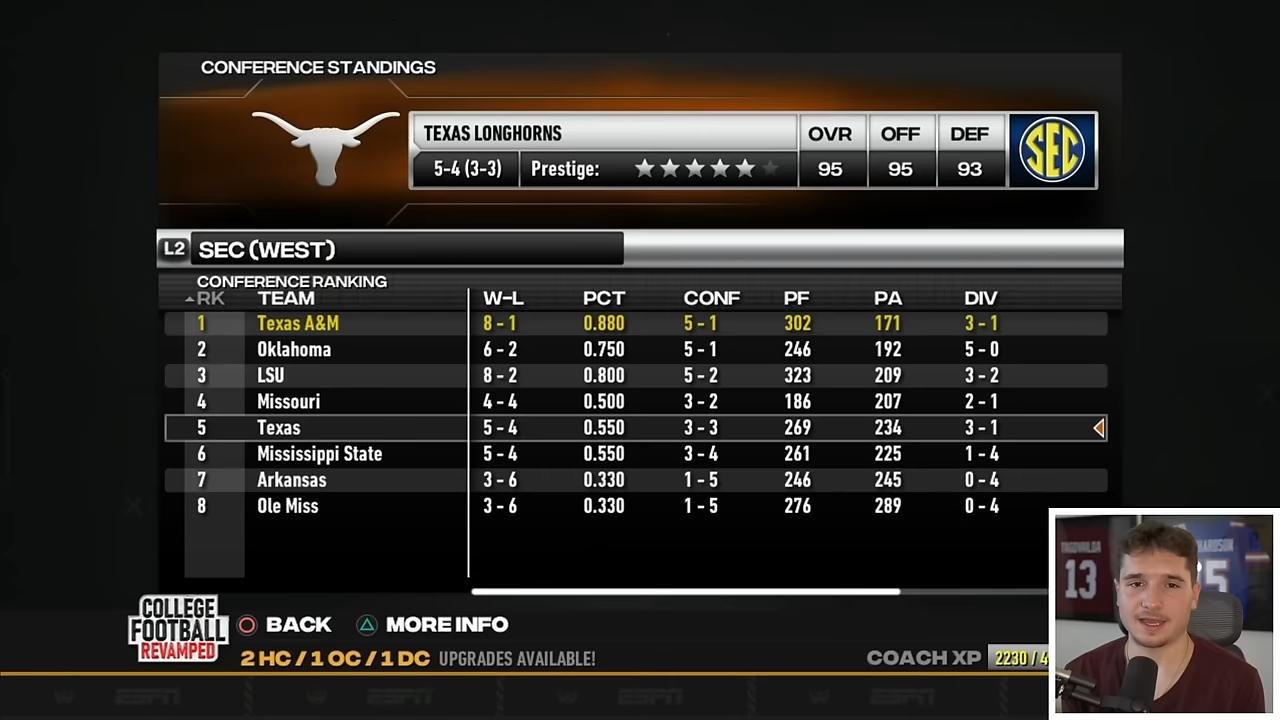 CONFERENCE STANDINGS
TEXAS LONGHORNS OVR OFF DEF SEC
5-4 (3-3) Prestige: 95 95 93
L2 SEC (WEST)
CONFERENCE RANKING
RK TEAM W-L PCT CONF PF PA DIV
1 Texas A&M 8 - 1 0.880 5 - 1 302 171 3 - 1
2 Oklahoma 6 - 2 0.750 5 - 1 246 192 5 - 0
3 LSU 8 - 2 0.800 5 - 2 323 209 3 - 2
4 Missouri 4 - 4 0.500 3 - 2 186 207 2 - 1
5 Texas 5 - 4 0.550 3 - 3 269 234 3 - 1
6 Mississippi State 5 - 4 0.550 3 - 4 261 225 1 - 4
7 Arkansas 3 - 6 0.330 1 - 5 246 245 0 - 4
8 Ole Miss 3 - 6 0.330 1 - 5 276 289 0 - 4
13
COLLEGE
FOOTBALL
REVAMPED
BACK MORE INFO
2 HC / 1 OC / 1 DC UPGRADES AVAILABLE!
COACH XP 2230 / 4
ESPN ESPN ESPN ESPN